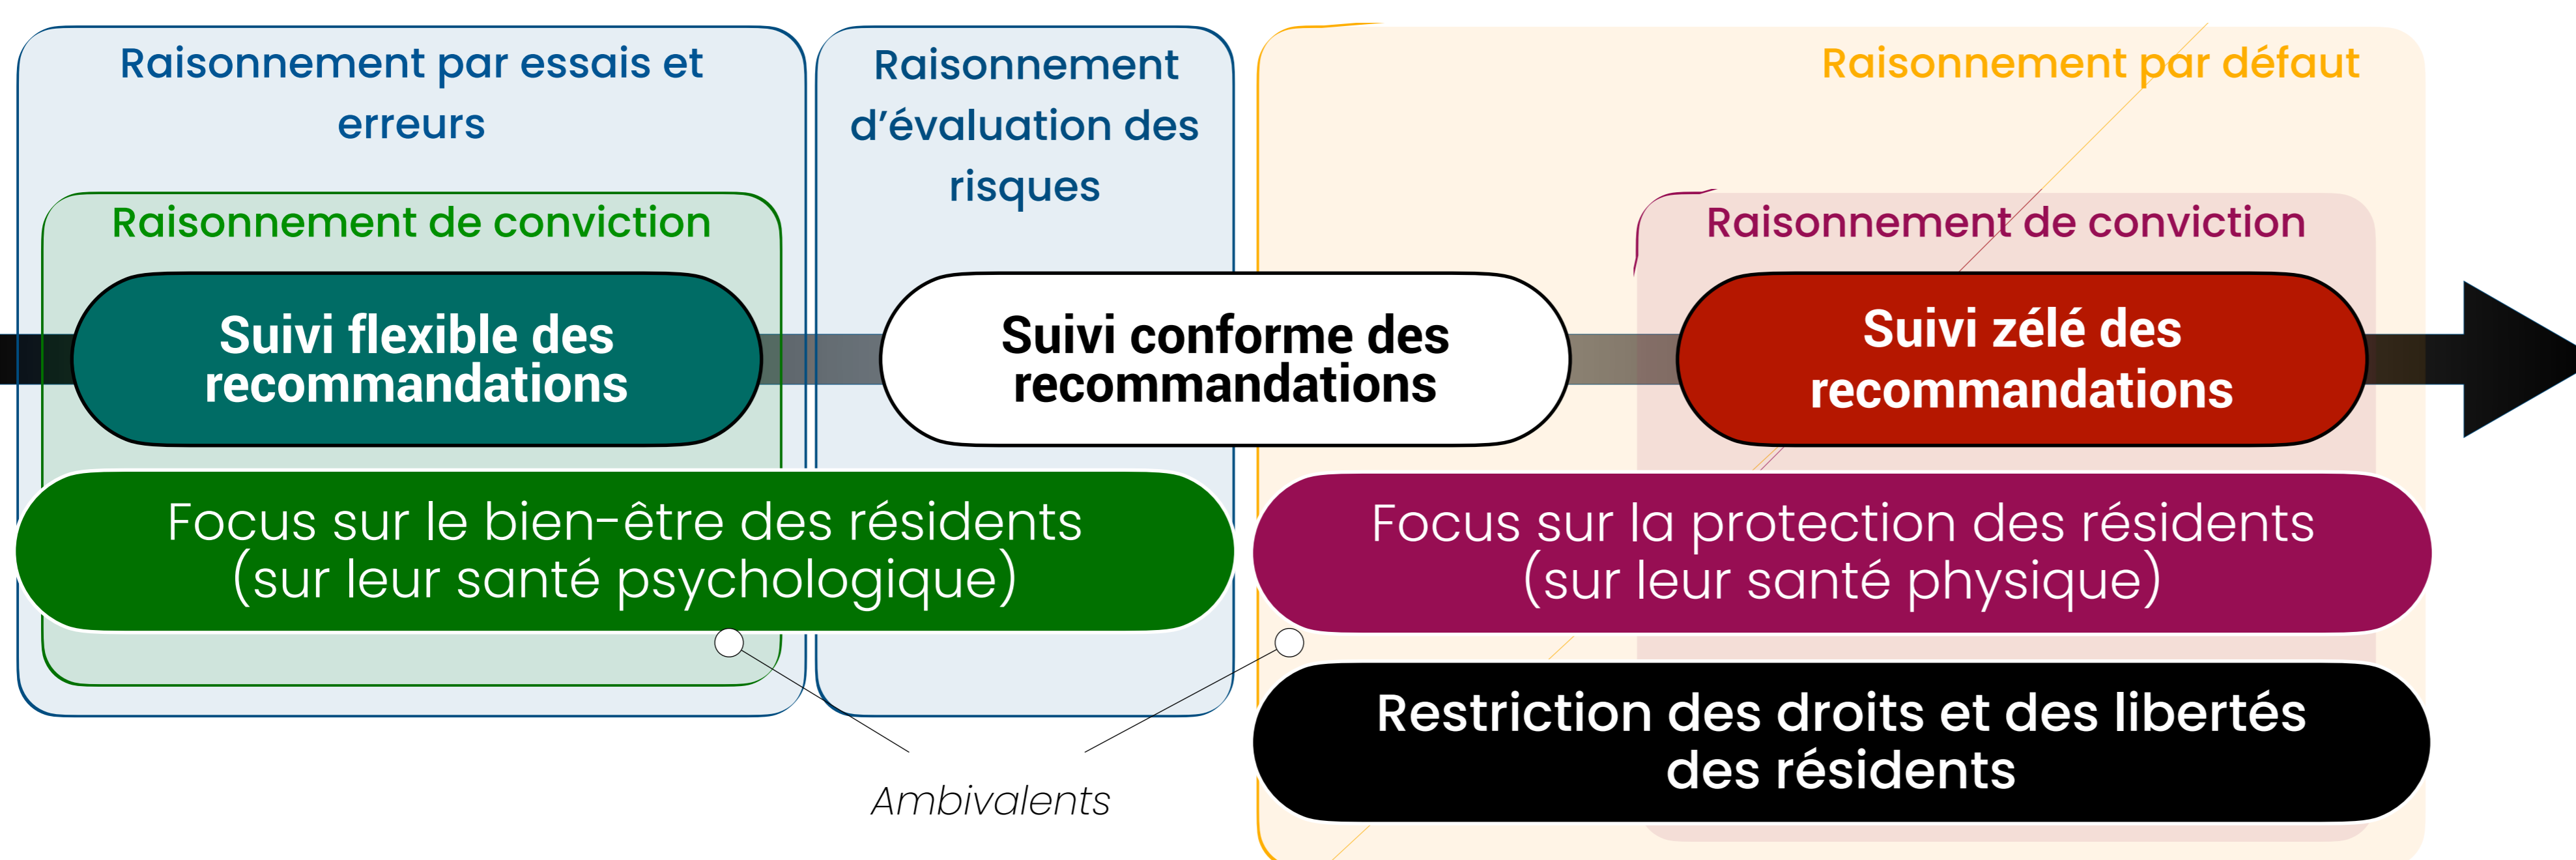 Raisonnement par essais et
erreurs
Raisonnement
d’évaluation des
risques
Raisonnement par défaut
Raisonnement de conviction
Raisonnement de conviction
Suivi flexible des
recommandations
Suivi conforme des
recommandations
Suivi zélé des
recommandations
Focus sur le bien-être des résidents
(sur leur santé psychologique)
Focus sur la protection des résidents
(sur leur santé physique)
Restriction des droits et des libertés
des résidents
Ambivalents